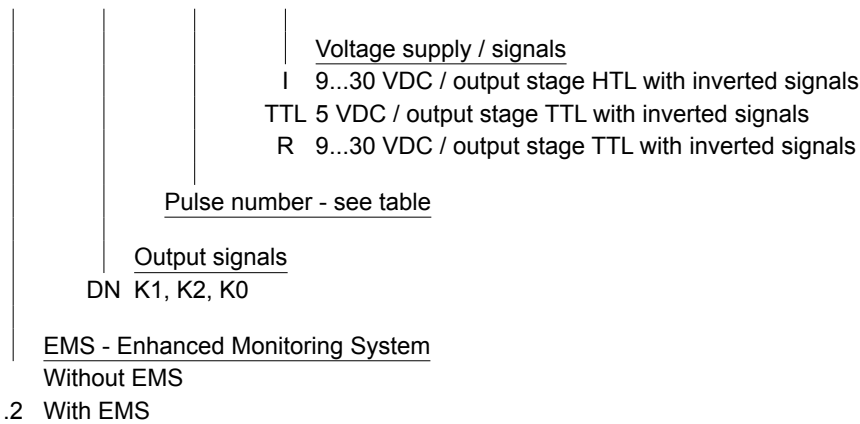 Voltage supply / signals
I 9...30 VDC / output stage HTL with inverted signals
TTL 5 VDC / output stage TTL with inverted signals
R 9...30 VDC / output stage TTL with inverted signals
Pulse number - see table
Output signals
DN K1, K2, K0
EMS - Enhanced Monitoring System
Without EMS
.2 With EMS